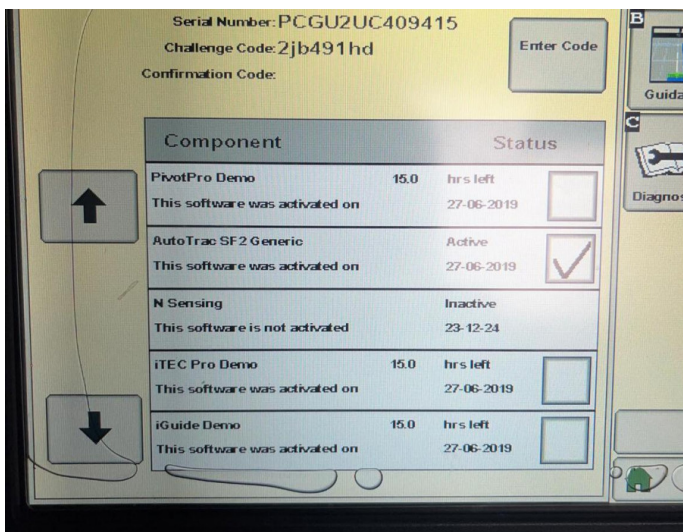 Serial Number: PCGU2UC409415
Challenge Code: 2jb491hd
Confirmation Code:
Enter Code
B
Guida
C
Diagnos
Component Status
PivotPro Demo 15.0 hrs left
This software was activated on 27-06-2019
AutoTrac SF2 Generic Active
This software was activated on 27-06-2019
N Sensing Inactive
This software is not activated 23-12-24
iTEC Pro Demo 15.0 hrs left
This software was activated on 27-06-2019
iGuide Demo 15.0 hrs left
This software was activated on 27-06-2019